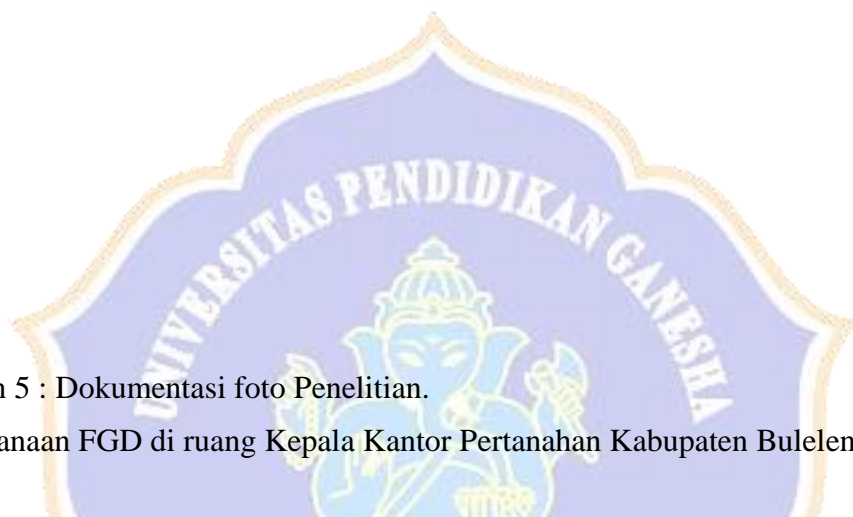 UNIVERSITAS PENDIDIKAN GANESHA
n 5 : Dokumentasi foto Penelitian.
anaan FGD di ruang Kepala Kantor Pertanahan Kabupaten Bulelen